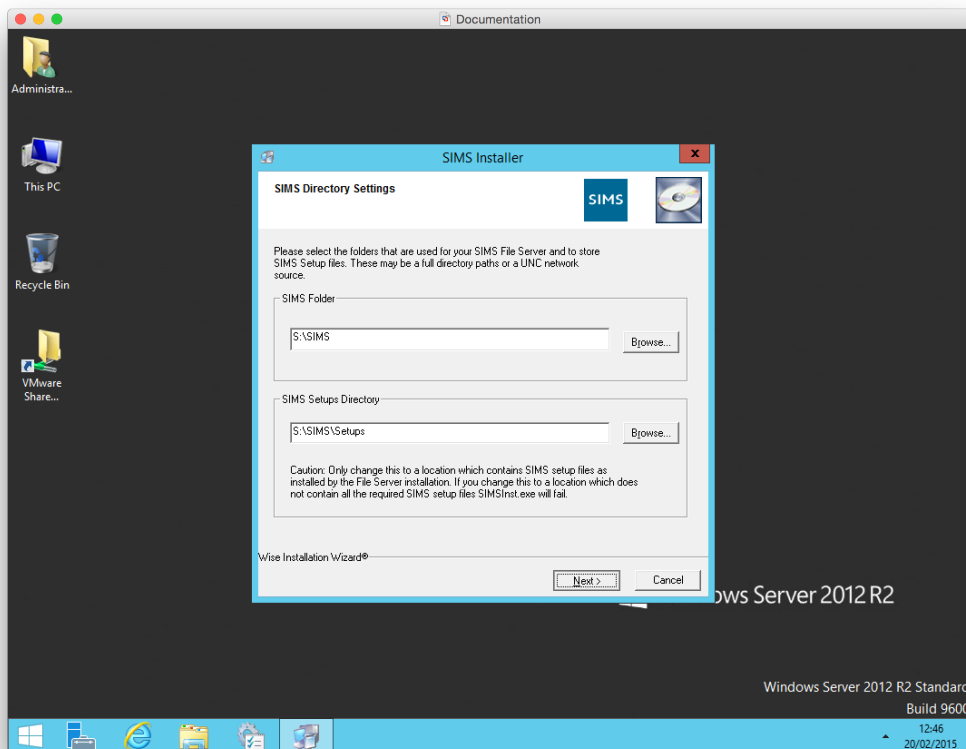 Documentation
Administra...
This PC
Recycle Bin
VMware
Share...
SIMS Installer
x
SIMS Directory Settings
SIMS
Please select the folders that are used for your SIMS File Server and to store
SIMS Setup files. These may be a full directory paths or a UNC network
source.
SIMS Folder
S:\SIMS
Browse...
SIMS Setups Directory
S:\SIMS\Setups
Browse...
Caution: Only change this to a location which contains SIMS setup files as
installed by the File Server installation. If you change this to a location which does
not contain all the required SIMS setup files SIMSInst.exe will fail.
Wise Installation Wizard®
Next >
Cancel
ows Server 2012 R2
Windows Server 2012 R2 Standard
Build 9600
12:46
20/02/2015